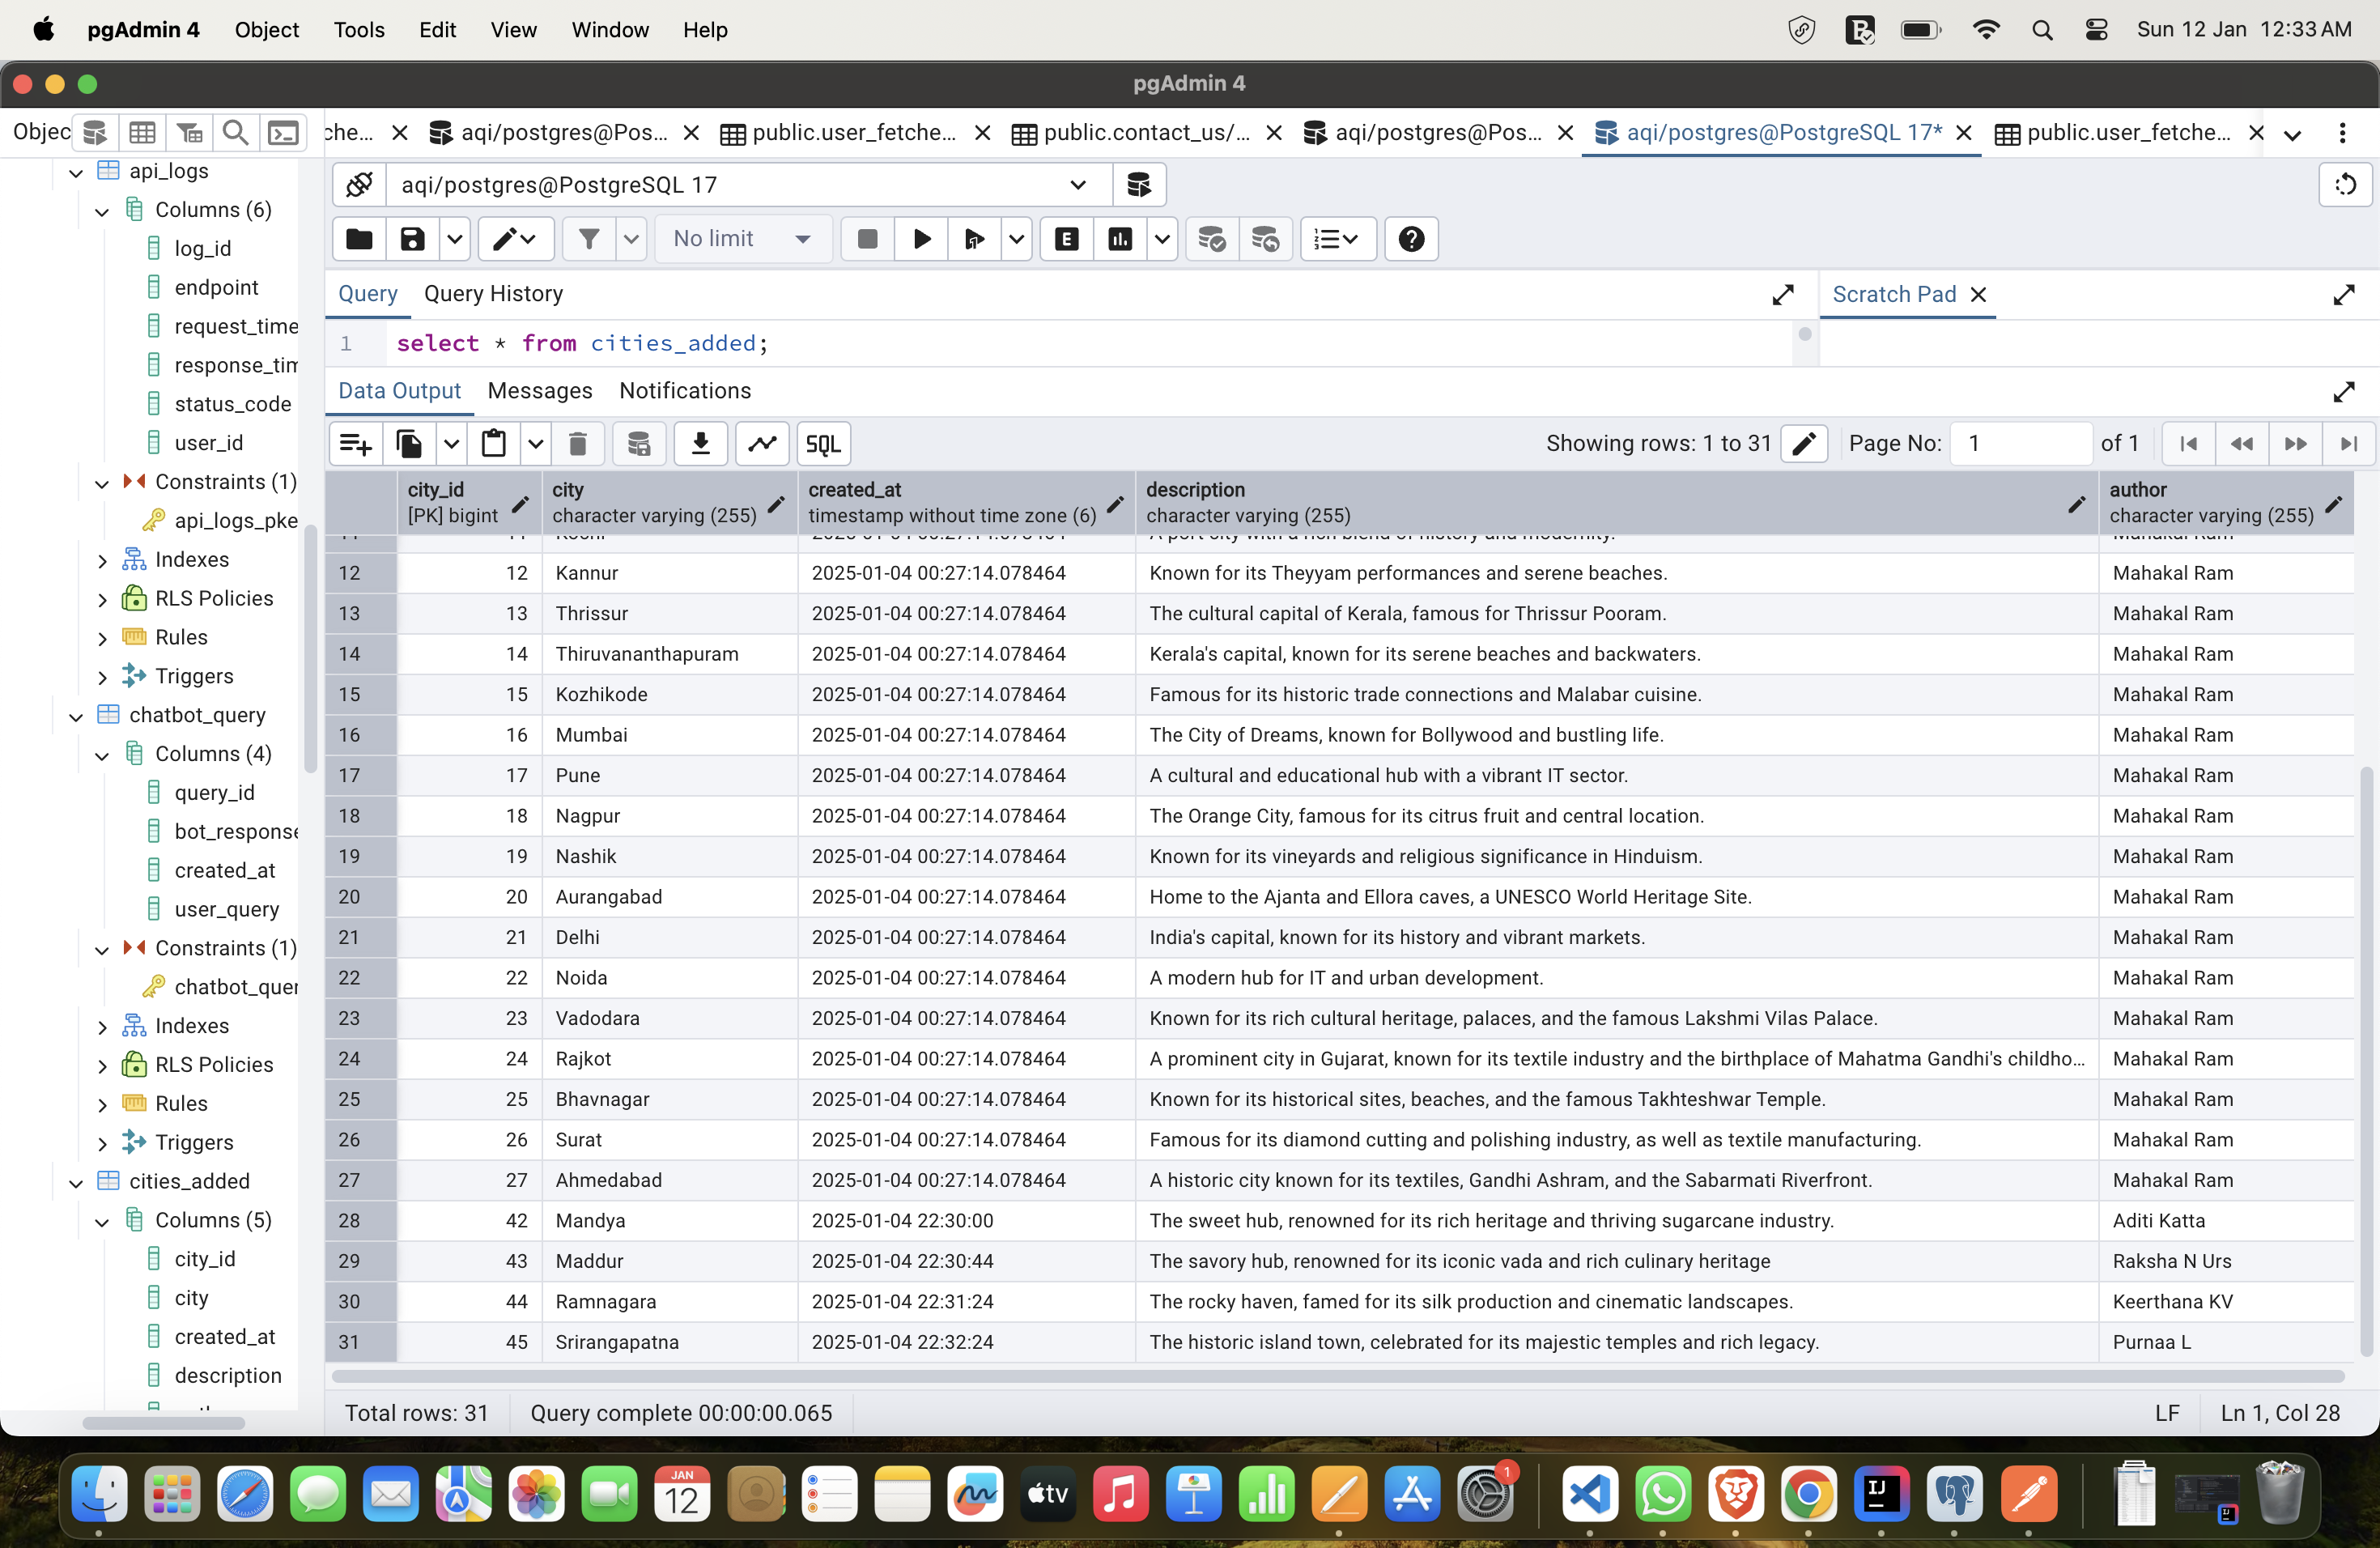 pgAdmin 4 Object Tools Edit View Window Help Sun 12 Jan 12:33 AM
pgAdmin 4
Objec che... aqi/postgres@Pos... public.user_fetche... public.contact_us/... aqi/postgres@Pos... aqi/postgres@PostgreSQL 17* public.user_fetche...
api_logs
Columns (6)
log_id
endpoint
request_time
response_tim
status_code
user_id
Constraints (1)
api_logs_pke
Indexes
RLS Policies
Rules
Triggers
chatbot_query
Columns (4)
query_id
bot_response
created_at
user_query
Constraints (1)
chatbot_quer
Indexes
RLS Policies
Rules
Triggers
cities_added
Columns (5)
city_id
city
created_at
description
aqi/postgres@PostgreSQL 17
No limit E
Query Query History Scratch Pad
1 select * from cities_added;
Data Output Messages Notifications
SQL Showing rows: 1 to 31 Page No: 1 of 1
city_id city created_at description author
[PK] bigint character varying (255) timestamp without time zone (6) character varying (255) character varying (255)
11 Kochi 2025-01-04 00:27:14.078464 A port city with a rich blend of history and modernity. Mahakal Ram
12 12 Kannur 2025-01-04 00:27:14.078464 Known for its Theyyam performances and serene beaches. Mahakal Ram
13 13 Thrissur 2025-01-04 00:27:14.078464 The cultural capital of Kerala, famous for Thrissur Pooram. Mahakal Ram
14 14 Thiruvananthapuram 2025-01-04 00:27:14.078464 Kerala's capital, known for its serene beaches and backwaters. Mahakal Ram
15 15 Kozhikode 2025-01-04 00:27:14.078464 Famous for its historic trade connections and Malabar cuisine. Mahakal Ram
16 16 Mumbai 2025-01-04 00:27:14.078464 The City of Dreams, known for Bollywood and bustling life. Mahakal Ram
17 17 Pune 2025-01-04 00:27:14.078464 A cultural and educational hub with a vibrant IT sector. Mahakal Ram
18 18 Nagpur 2025-01-04 00:27:14.078464 The Orange City, famous for its citrus fruit and central location. Mahakal Ram
19 19 Nashik 2025-01-04 00:27:14.078464 Known for its vineyards and religious significance in Hinduism. Mahakal Ram
20 20 Aurangabad 2025-01-04 00:27:14.078464 Home to the Ajanta and Ellora caves, a UNESCO World Heritage Site. Mahakal Ram
21 21 Delhi 2025-01-04 00:27:14.078464 India's capital, known for its history and vibrant markets. Mahakal Ram
22 22 Noida 2025-01-04 00:27:14.078464 A modern hub for IT and urban development. Mahakal Ram
23 23 Vadodara 2025-01-04 00:27:14.078464 Known for its rich cultural heritage, palaces, and the famous Lakshmi Vilas Palace. Mahakal Ram
24 24 Rajkot 2025-01-04 00:27:14.078464 A prominent city in Gujarat, known for its textile industry and the birthplace of Mahatma Gandhi's childho... Mahakal Ram
25 25 Bhavnagar 2025-01-04 00:27:14.078464 Known for its historical sites, beaches, and the famous Takhteshwar Temple. Mahakal Ram
26 26 Surat 2025-01-04 00:27:14.078464 Famous for its diamond cutting and polishing industry, as well as textile manufacturing. Mahakal Ram
27 27 Ahmedabad 2025-01-04 00:27:14.078464 A historic city known for its textiles, Gandhi Ashram, and the Sabarmati Riverfront. Mahakal Ram
28 42 Mandya 2025-01-04 22:30:00 The sweet hub, renowned for its rich heritage and thriving sugarcane industry. Aditi Katta
29 43 Maddur 2025-01-04 22:30:44 The savory hub, renowned for its iconic vada and rich culinary heritage Raksha N Urs
30 44 Ramnagara 2025-01-04 22:31:24 The rocky haven, famed for its silk production and cinematic landscapes. Keerthana KV
31 45 Srirangapatna 2025-01-04 22:32:24 The historic island town, celebrated for its majestic temples and rich legacy. Purnaa L
Total rows: 31 Query complete 00:00:00.065 LF Ln 1, Col 28
JAN
12
tv
1
IJ